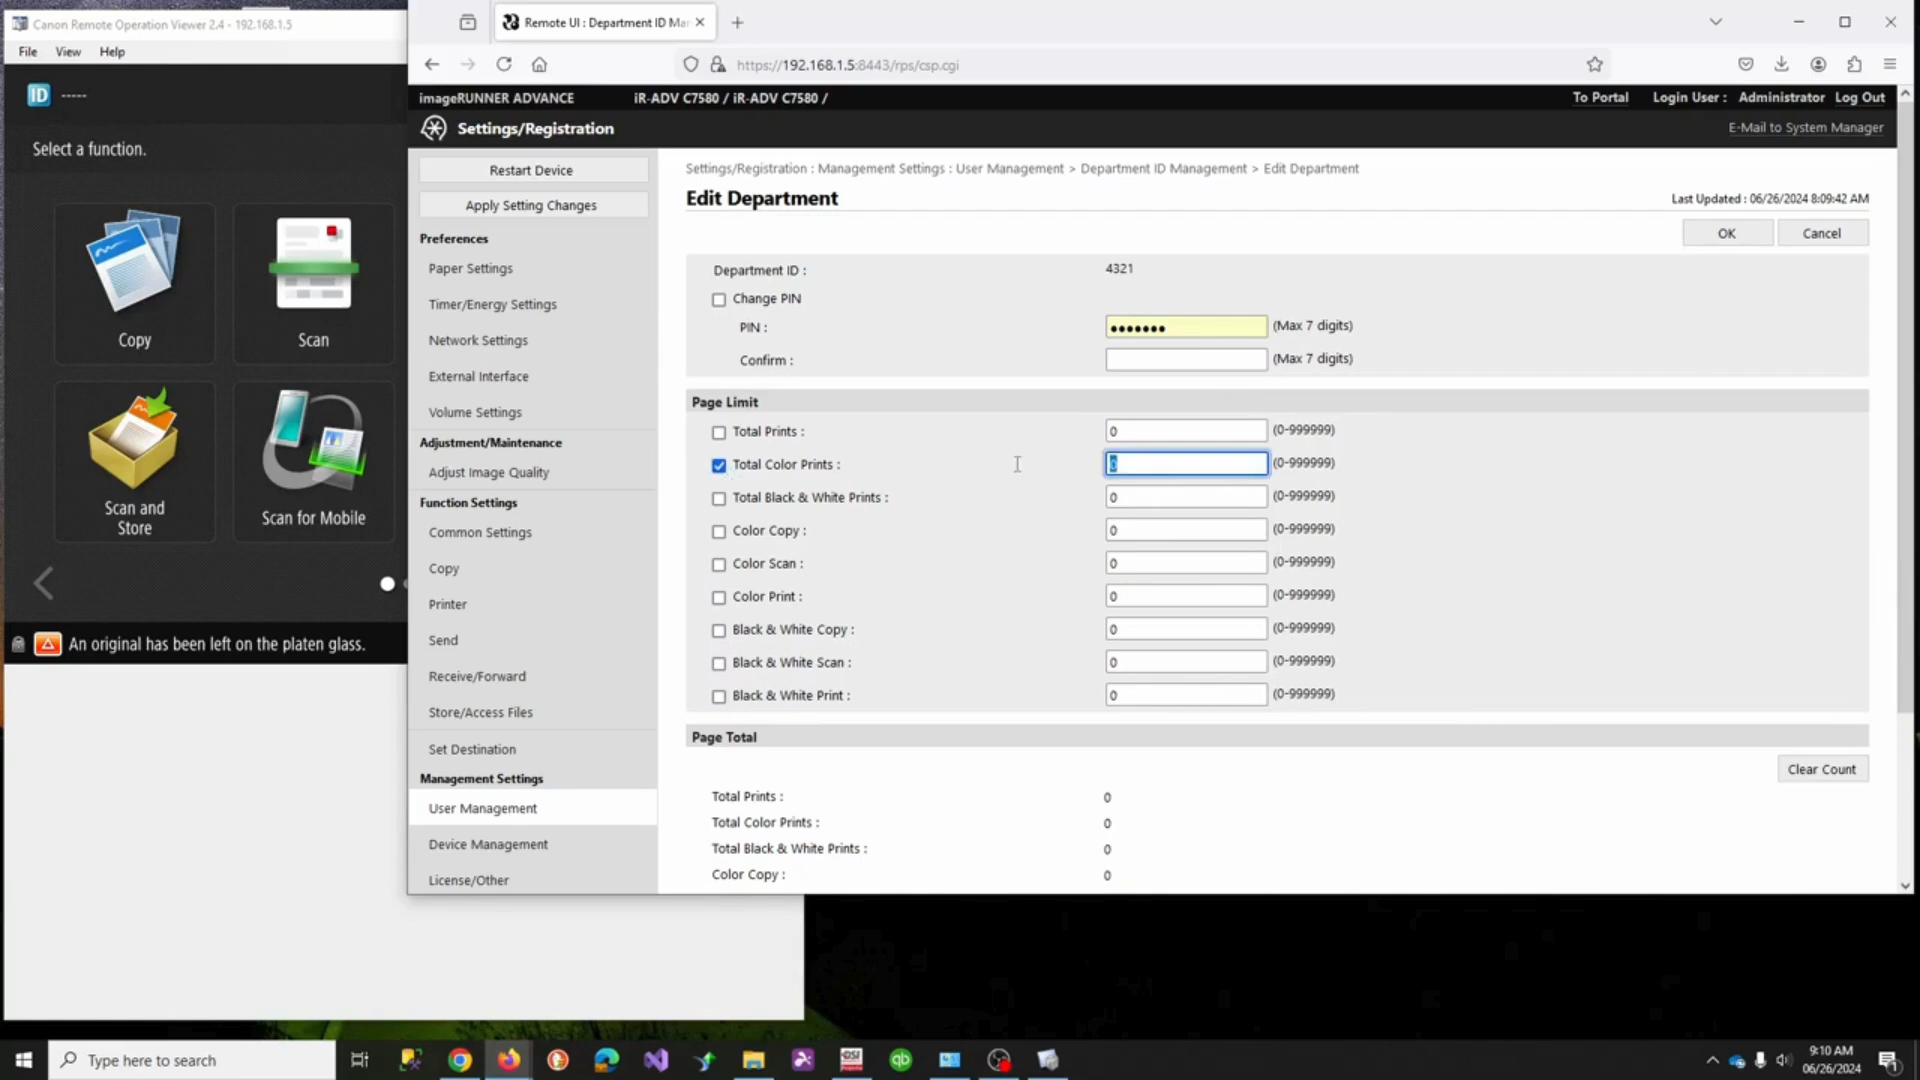 Canon Remote Operation Viewer 2.4 - 192.168.1.5
File View Help
ID -----
Select a function.
Copy
Scan
Scan and
Store
Scan for Mobile
An original has been left on the platen glass.
Remote UI : Department ID Ma
https://192.168.1.5:8443/rps/csp.cgi
imageRUNNER ADVANCE iR-ADV C7580 / iR-ADV C7580 /
To Portal Login User : Administrator Log Out
Settings/Registration
E-Mail to System Manager
Restart Device
Apply Setting Changes
Preferences
Paper Settings
Timer/Energy Settings
Network Settings
External Interface
Volume Settings
Adjustment/Maintenance
Adjust Image Quality
Function Settings
Common Settings
Copy
Printer
Send
Receive/Forward
Store/Access Files
Set Destination
Management Settings
User Management
Device Management
License/Other
Settings/Registration : Management Settings : User Management > Department ID Management > Edit Department
Edit Department
Last Updated : 06/26/2024 8:09:42 AM
OK Cancel
Department ID : 4321
Change PIN
PIN : ••••••• (Max 7 digits)
Confirm : (Max 7 digits)
Page Limit
Total Prints : 0 (0-999999)
Total Color Prints : 0 (0-999999)
Total Black & White Prints : 0 (0-999999)
Color Copy : 0 (0-999999)
Color Scan : 0 (0-999999)
Color Print : 0 (0-999999)
Black & White Copy : 0 (0-999999)
Black & White Scan : 0 (0-999999)
Black & White Print : 0 (0-999999)
Page Total
Clear Count
Total Prints : 0
Total Color Prints : 0
Total Black & White Prints : 0
Color Copy : 0
Type here to search
qb
9:10 AM
06/26/2024